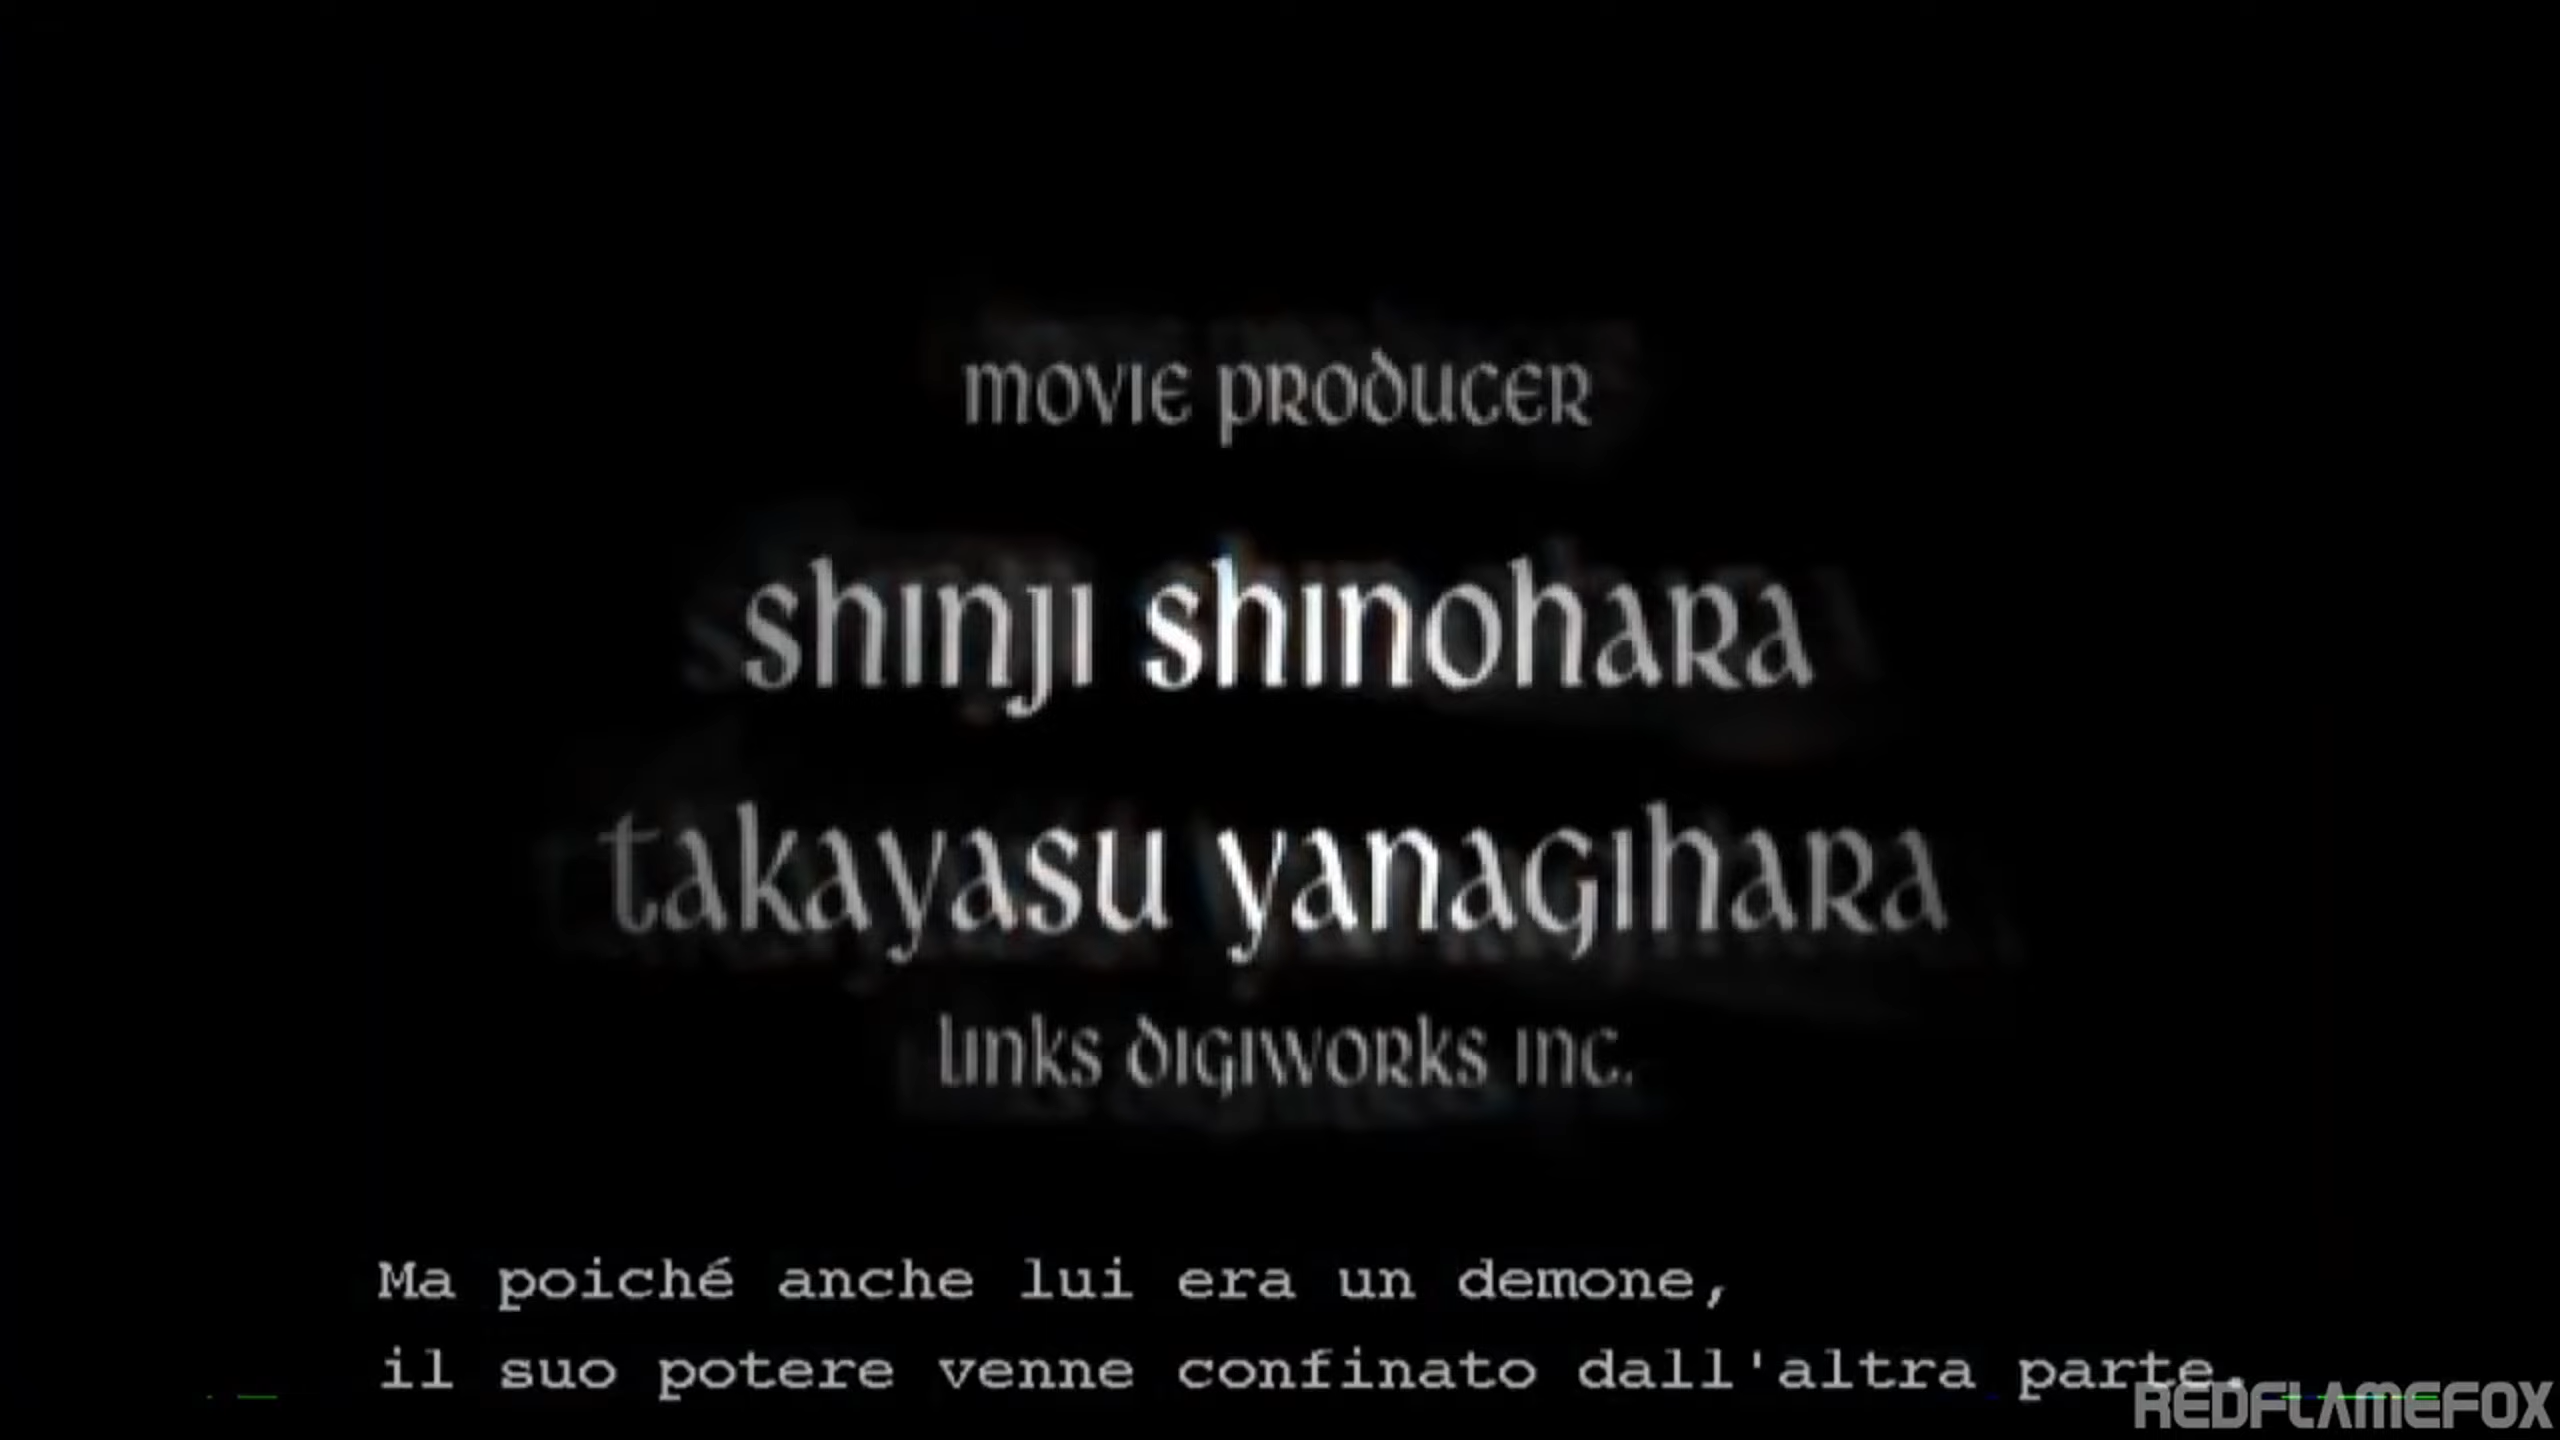 movie producer
shinji shinohara
takayasu yanagihara
links digiworks inc.
Ma poiché anche lui era un demone,
il suo potere venne confinato dall'altra parte.
REDFLAMEFOX